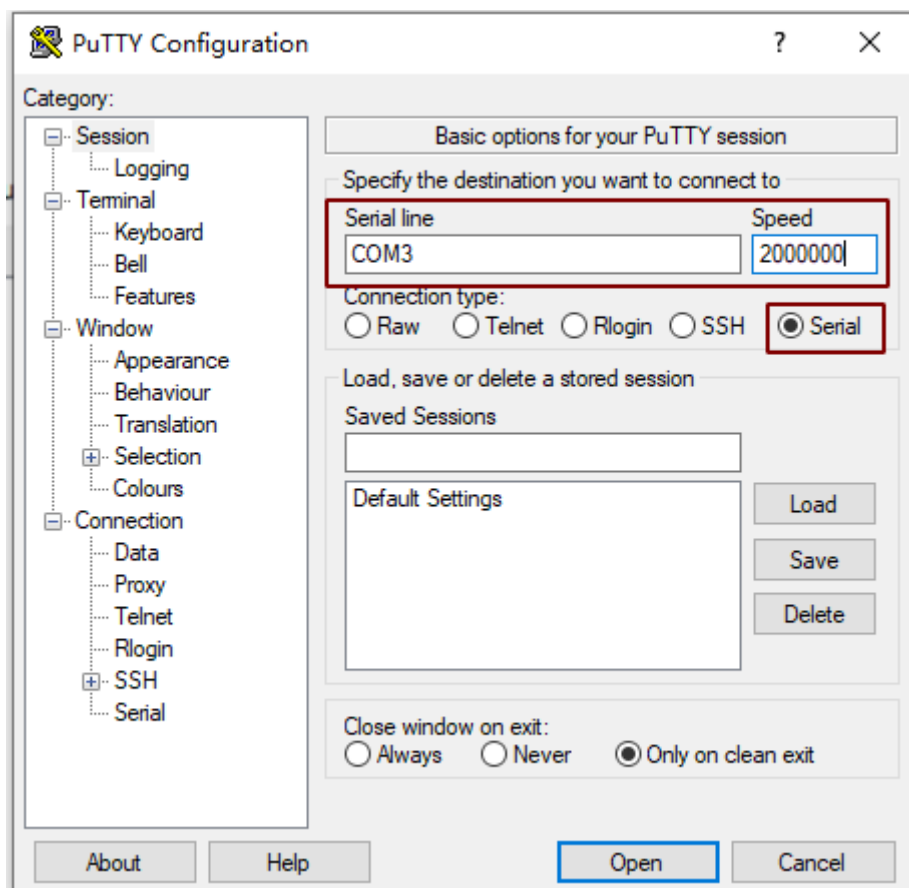 PuTTY Configuration
?
Category:
Session
Logging
Terminal
Keyboard
Bell
Features
Window
Appearance
Behaviour
Translation
Selection
Colours
Connection
Data
Proxy
Telnet
Rlogin
SSH
Serial
Basic options for your PuTTY session
Specify the destination you want to connect to
Serial line Speed
COM3 2000000
Connection type:
Raw Telnet Rlogin SSH Serial
Load, save or delete a stored session
Saved Sessions
Default Settings
Load
Save
Delete
Close window on exit:
Always Never Only on clean exit
About Help Open Cancel